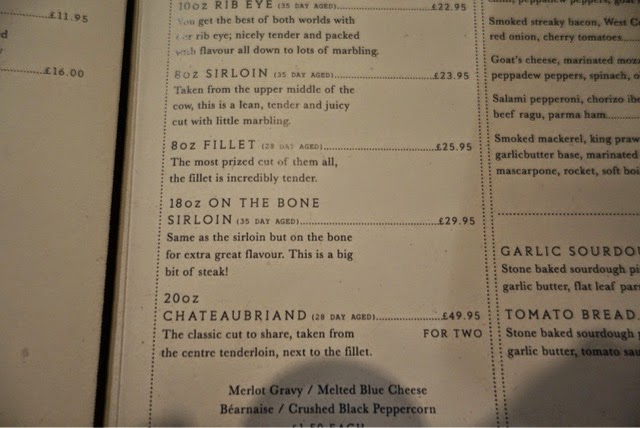 £11.95
£16.00
10oz RIB EYE (35 DAY AGED) £22.95
You get the best of both worlds with
our rib eye; nicely tender and packed
with flavour all down to lots of marbling.
8oz SIRLOIN (35 DAY AGED) £23.95
Taken from the upper middle of the
cow, this is a lean, tender and juicy
cut with little marbling.
8oz FILLET (28 DAY AGED) £25.95
The most prized cut of them all,
the fillet is incredibly tender.
18oz ON THE BONE
SIRLOIN (35 DAY AGED) £29.95
Same as the sirloin but on the bone
for extra great flavour. This is a big
bit of steak!
20oz
CHATEAUBRIAND (28 DAY AGED) £49.95
The classic cut to share, taken from FOR TWO
the centre tenderloin, next to the fillet.
Merlot Gravy / Melted Blue Cheese
Béarnaise / Crushed Black Peppercorn
£1.50 EACH
Smoked streaky bacon, West
red onion, cherry tomatoes
Goat's cheese, marinated
peppadew peppers, spinach,
Salami pepperoni, chorizo
beef ragu, parma ham
Smoked mackerel, king
garlicbutter base, marinated
mascarpone, rocket, soft
GARLIC
Stone baked sourdough
garlic butter, flat leaf
TOMATO BREAD
Stone baked sourdough
garlic butter, tomato